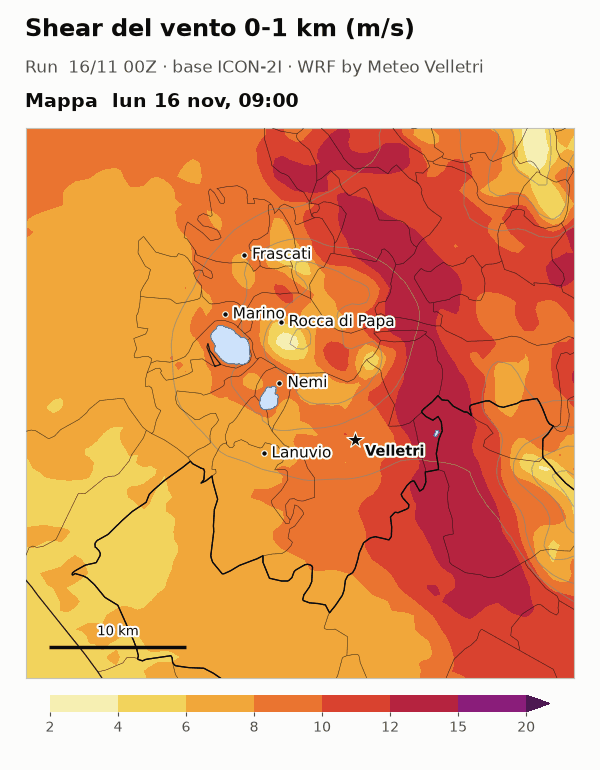 Shear del vento 0-1 km (m/s)
Run  16/11 00Z · base ICON-2I · WRF by Meteo Velletri
Mappa  lun 16 nov, 09:00
Frascati
Marino
Rocca di Papa
Nemi
Velletri
Lanuvio
10 km
2 4 6 8 10 12 15 20